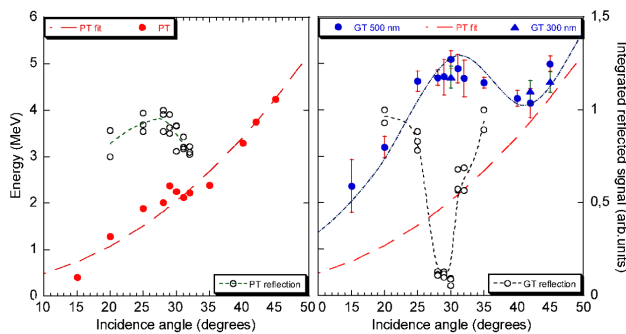 PT fit PT
GT 500 nm PT fit GT 300 nm
6
5
4
3
2
1
0
Energy (MeV)
1,5
1
0,5
0
Integrated reflected signal (arb.units)
PT reflection
GT reflection
10 15 20 25 30 35 40 45 50
10 15 20 25 30 35 40 45 50
Incidence angle (degrees)
Incidence angle (degrees)